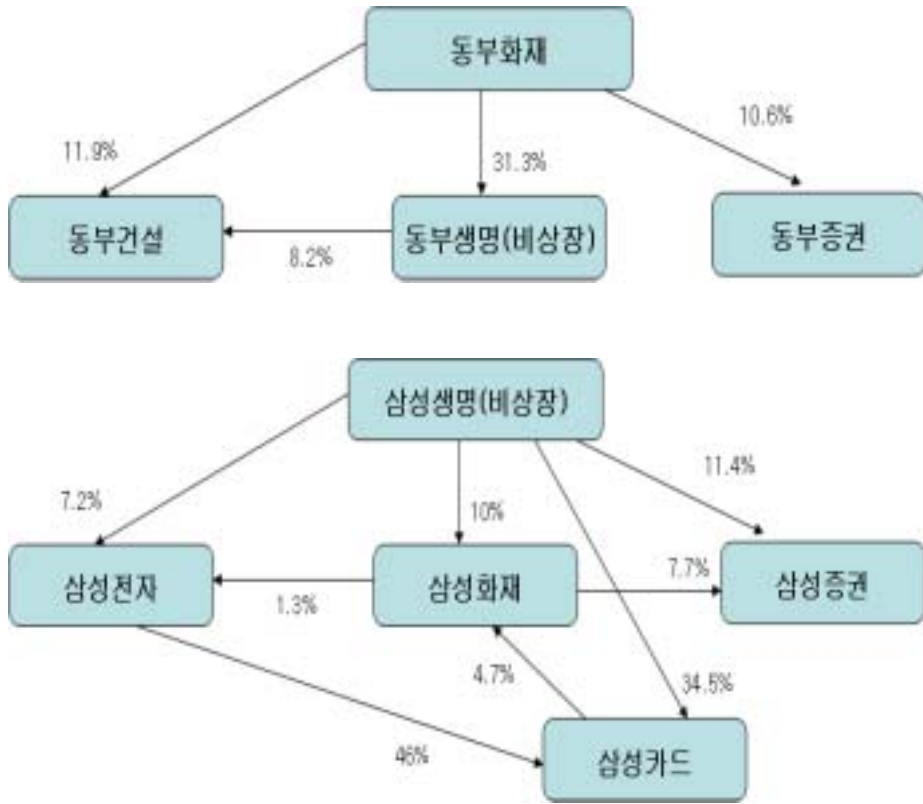 동부화재
10.6%
11.9%
31.3%
동부건설
동부생명(비상장)
동부증권
8.2%
삼성생명(비상장)
11.4%
7.2%
10%
삼성전자
삼성화재
7.7%
삼성증권
1.3%
4.7%
34.5%
46%
삼성카드